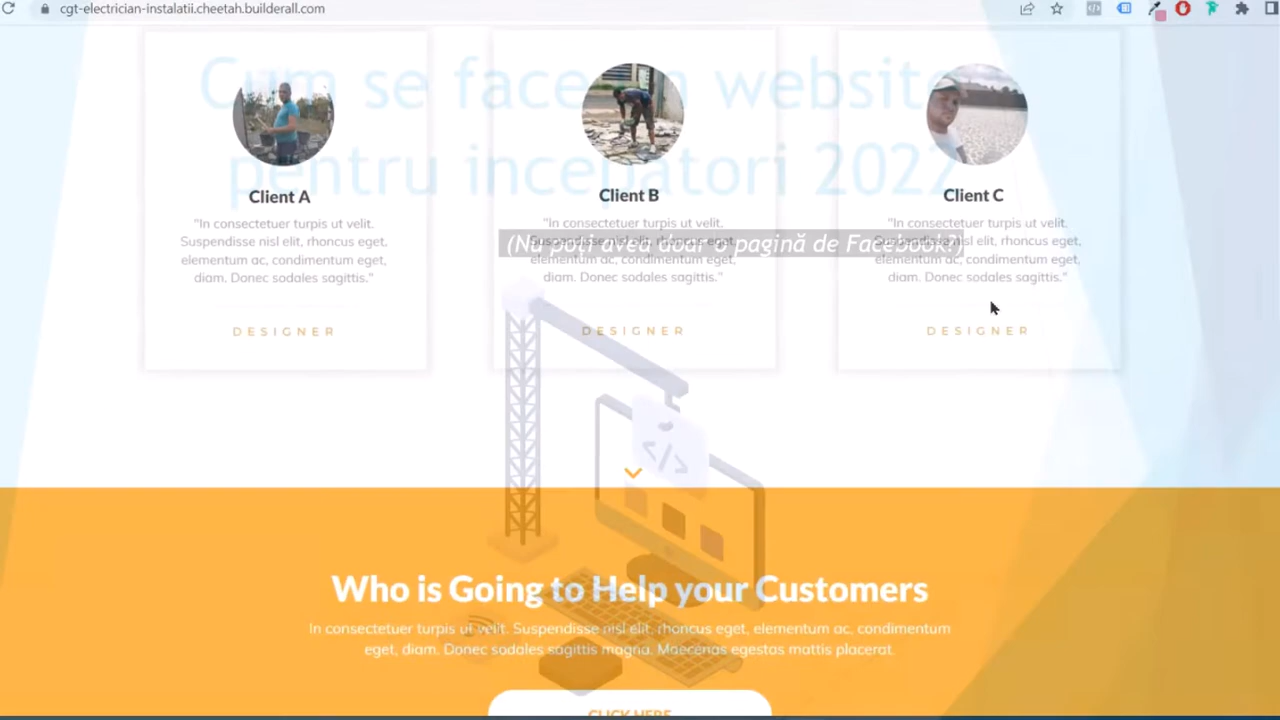 cgt-electrician-instalatii.cheetah.builderall.com
Cum se face un website
pentru incepatori 2022
Client A
"In consectetuer turpis ut velit.
Suspendisse nisl elit, rhoncus eget,
elementum ac, condimentum eget,
diam. Donec sodales sagittis."
DESIGNER
Client B
"In consectetuer turpis ut velit.
Suspendisse nisl elit, rhoncus eget,
elementum ac, condimentum eget,
diam. Donec sodales sagittis."
DESIGNER
Client C
"In consectetuer turpis ut velit.
Suspendisse nisl elit, rhoncus eget,
elementum ac, condimentum eget,
diam. Donec sodales sagittis."
DESIGNER
(Nu poți avea doar o pagină de Facebook?)
</>
Who is Going to Help your Customers
In consectetuer turpis ut velit. Suspendisse nisl elit, rhoncus eget, elementum ac, condimentum
eget, diam. Donec sodales sagittis magna. Maecenas egestas mattis placerat.
CLICK HERE